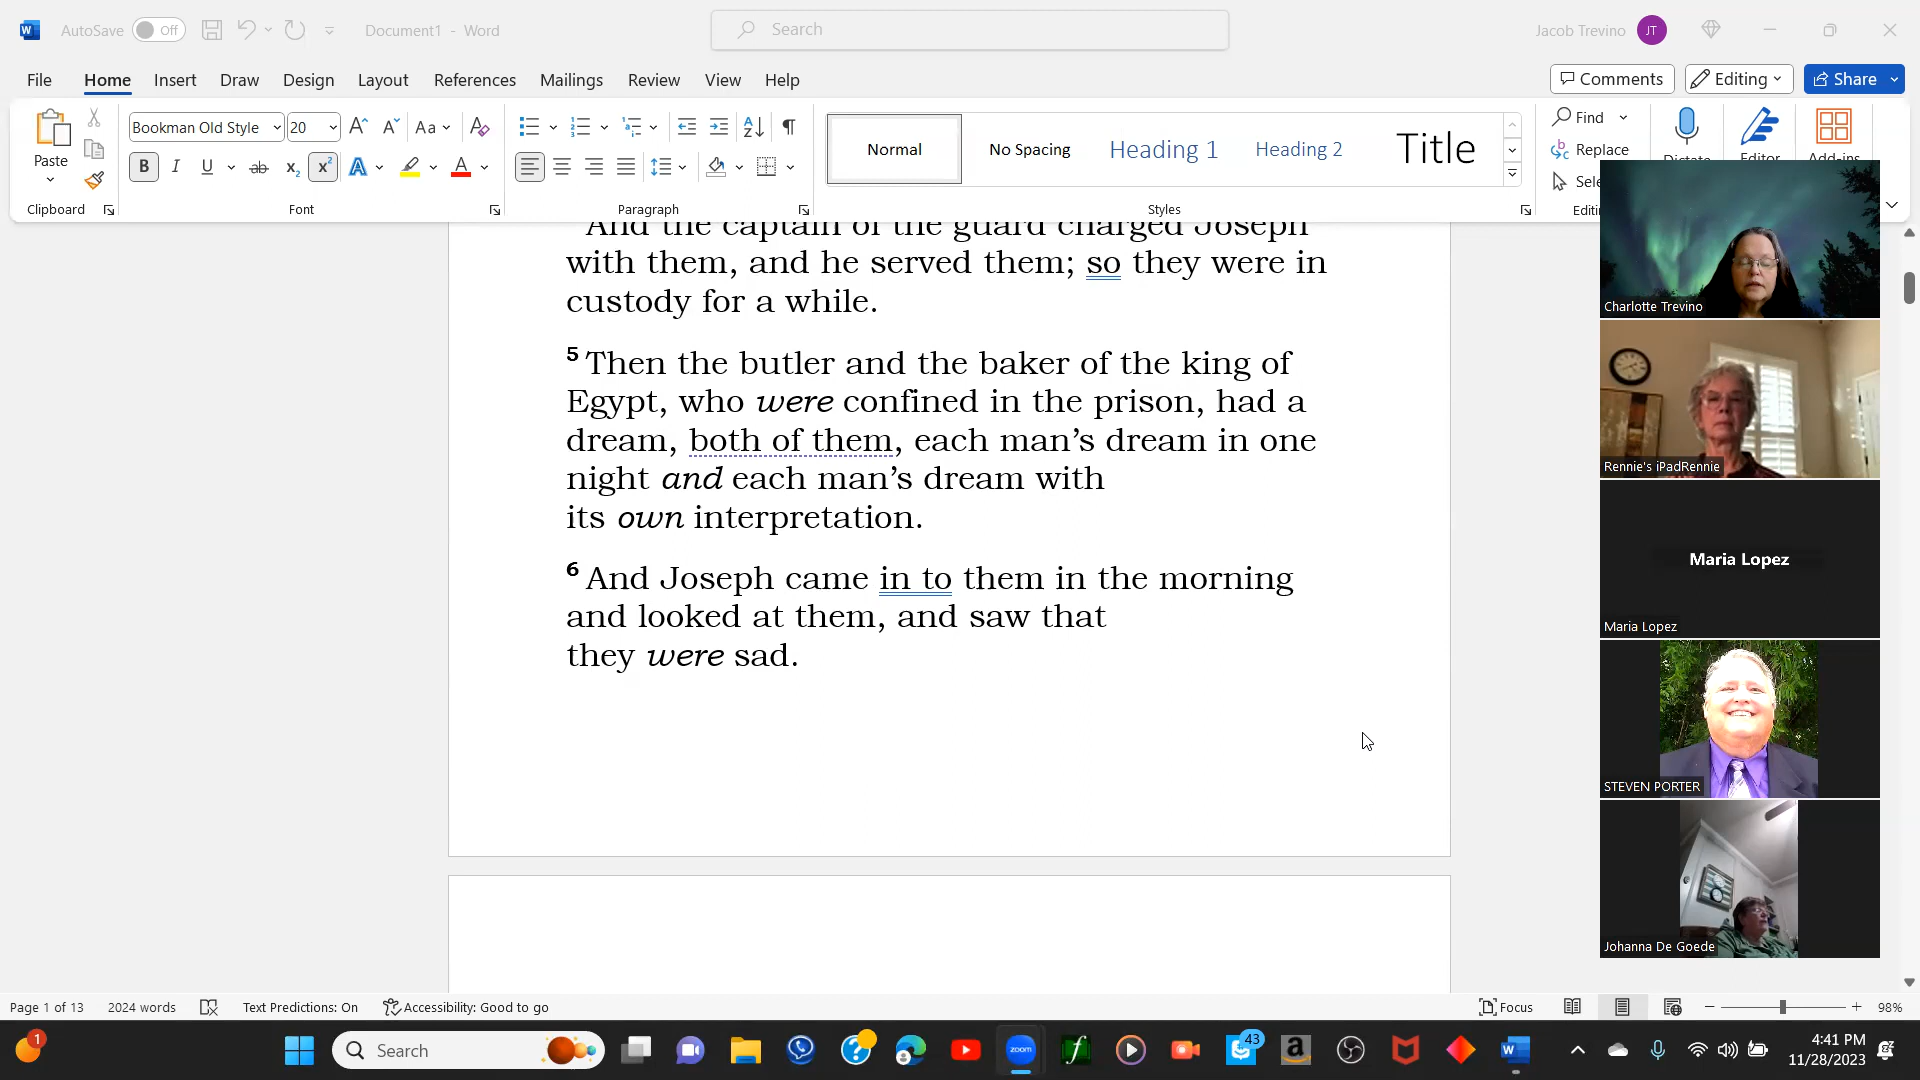 AutoSave Off Document1 - Word Search Jacob Trevino JT
File Home Insert Draw Design Layout References Mailings Review View Help Comments Editing Share
Paste Bookman Old Style 20 Aa Normal No Spacing Heading 1 Heading 2 Title Find Replace
Clipboard Font Paragraph Styles
And the captain of the guard charged Joseph
with them, and he served them; so they were in
custody for a while.
5 Then the butler and the baker of the king of
Egypt, who were confined in the prison, had a
dream, both of them, each man’s dream in one
night and each man’s dream with
its own interpretation.
6 And Joseph came in to them in the morning
and looked at them, and saw that
they were sad.
Charlotte Trevino
Rennie's iPadRennie
Maria Lopez
Maria Lopez
STEVEN PORTER
Johanna De Goede
Page 1 of 13 2024 words Text Predictions: On Accessibility: Good to go Focus 98%
1 Search zoom 43 4:41 PM
11/28/2023